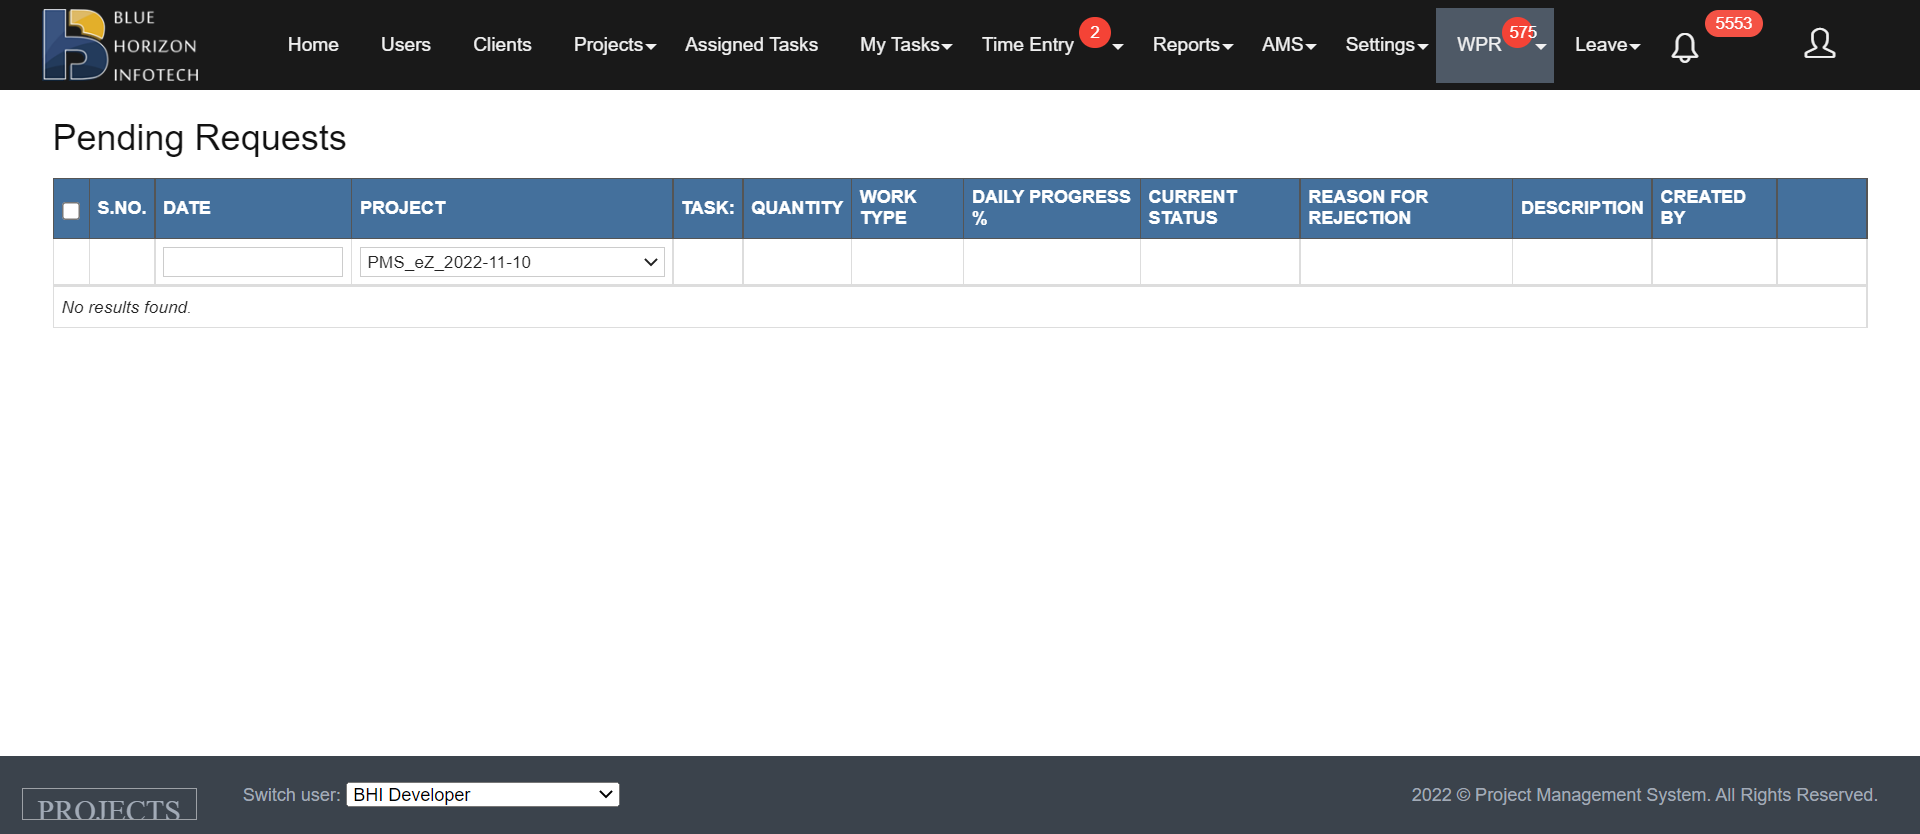 BLUE
HORIZON
INFOTECH
Home Users Clients Projects Assigned Tasks My Tasks Time Entry 2 Reports AMS Settings WPR 575 Leave 5553
Pending Requests
S.NO. DATE PROJECT TASK: QUANTITY WORK TYPE DAILY PROGRESS % CURRENT STATUS REASON FOR REJECTION DESCRIPTION CREATED BY
PMS_eZ_2022-11-10
No results found.
PROJECTS Switch user: BHI Developer 2022 © Project Management System. All Rights Reserved.